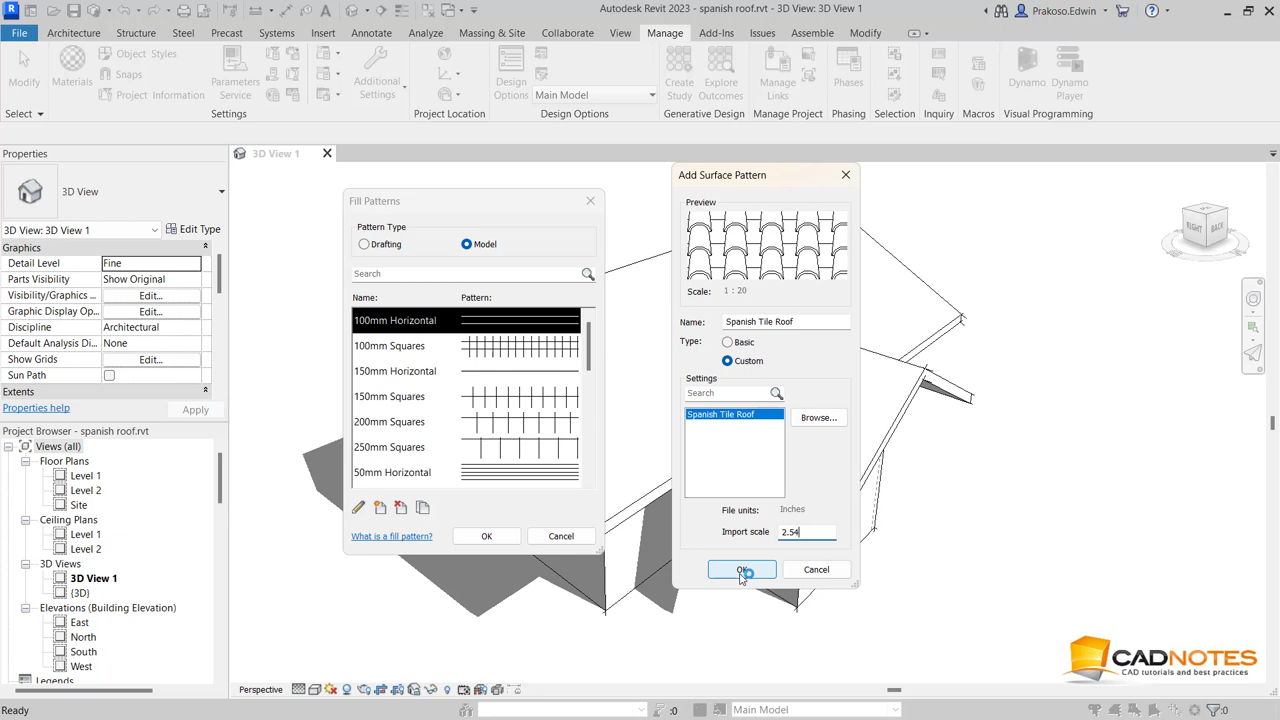 Autodesk Revit 2023 - spanish roof.rvt - 3D View: 3D View 1
Prakoso.Edwin
File Architecture Structure Steel Precast Systems Insert Annotate Analyze Massing & Site Collaborate View Manage Add-Ins Issues Assemble Modify
Modify
Materials
Object Styles
Snaps
Project Information
Parameters Service
Additional Settings
Design Options
Main Model
Create Study
Explore Outcomes
Manage Links
Phases
Dynamo
Dynamo Player
Select
Settings
Project Location
Design Options
Generative Design
Manage Project
Phasing
Selection
Inquiry
Macros
Visual Programming
Properties
3D View 1
3D View
3D View: 3D View 1
Edit Type
Graphics
Detail Level Fine
Parts Visibility Show Original
Visibility/Graphics ... Edit...
Graphic Display Op... Edit...
Discipline Architectural
Default Analysis Di... None
Show Grids Edit...
Sun Path
Extents
Properties help
Apply
Project Browser - spanish roof.rvt
Views (all)
Floor Plans
Level 1
Level 2
Site
Ceiling Plans
Level 1
Level 2
3D Views
3D View 1
{3D}
Elevations (Building Elevation)
East
North
South
West
Legends
Fill Patterns
Pattern Type
Drafting
Model
Search
Name: Pattern:
100mm Horizontal
100mm Squares
150mm Horizontal
150mm Squares
200mm Squares
250mm Squares
50mm Horizontal
What is a fill pattern?
OK
Cancel
Add Surface Pattern
Preview
Scale: 1 : 20
Name: Spanish Tile Roof
Type: Basic
Custom
Settings
Search
Spanish Tile Roof
Browse...
File units: Inches
Import scale 2.54
OK
Cancel
RIGHT
BACK
CADNOTES
CAD tutorials and best practices
Perspective
Ready
:0
Main Model
:0